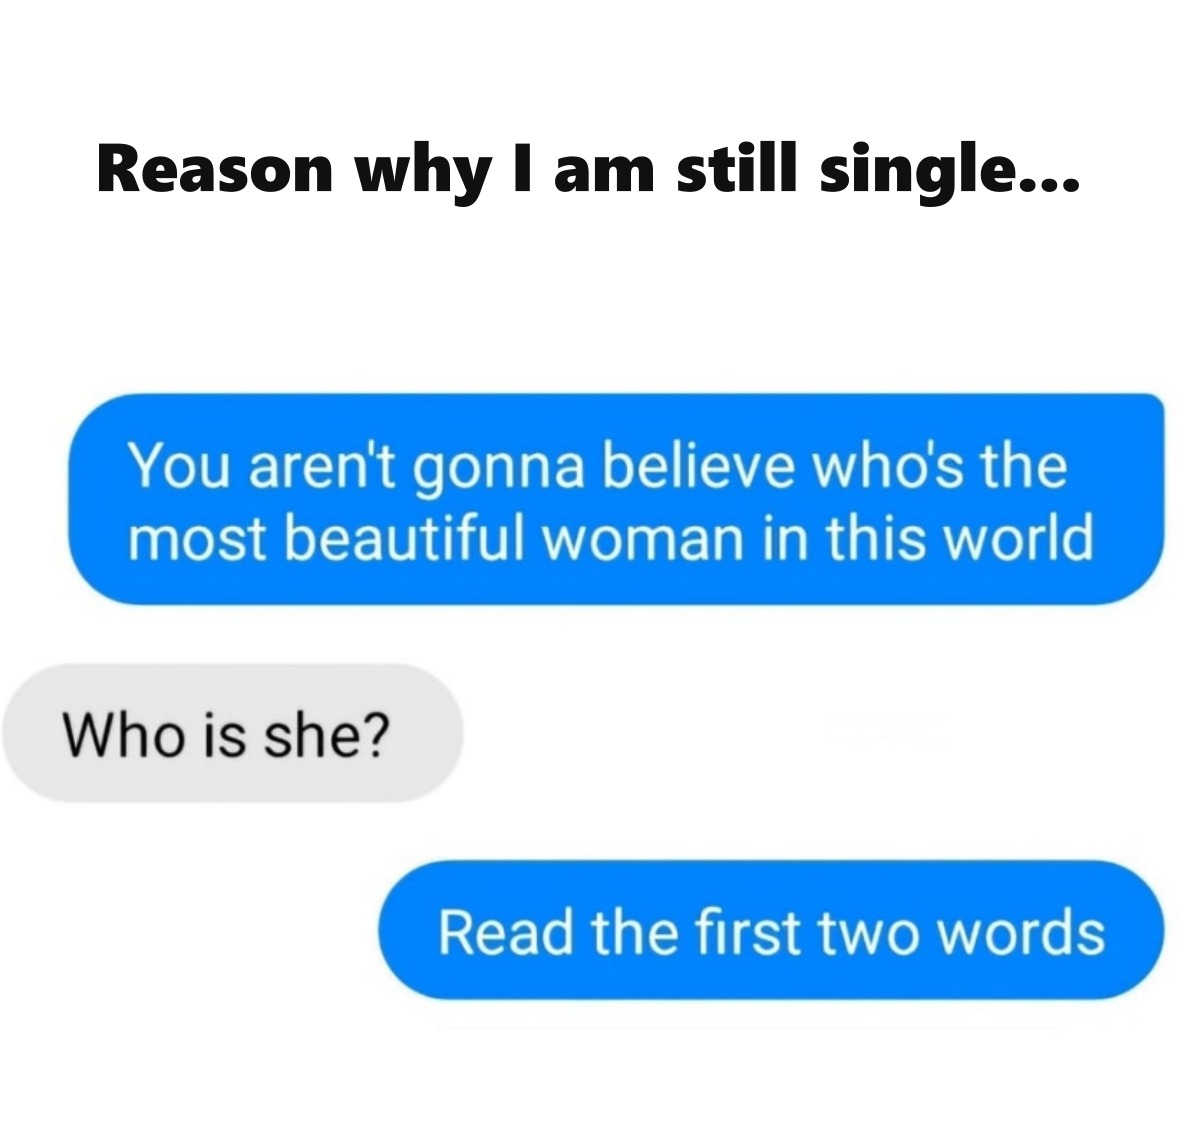 Reason why I am still single...
You aren't gonna believe who's the
most beautiful woman in this world
Who is she?
Read the first two words